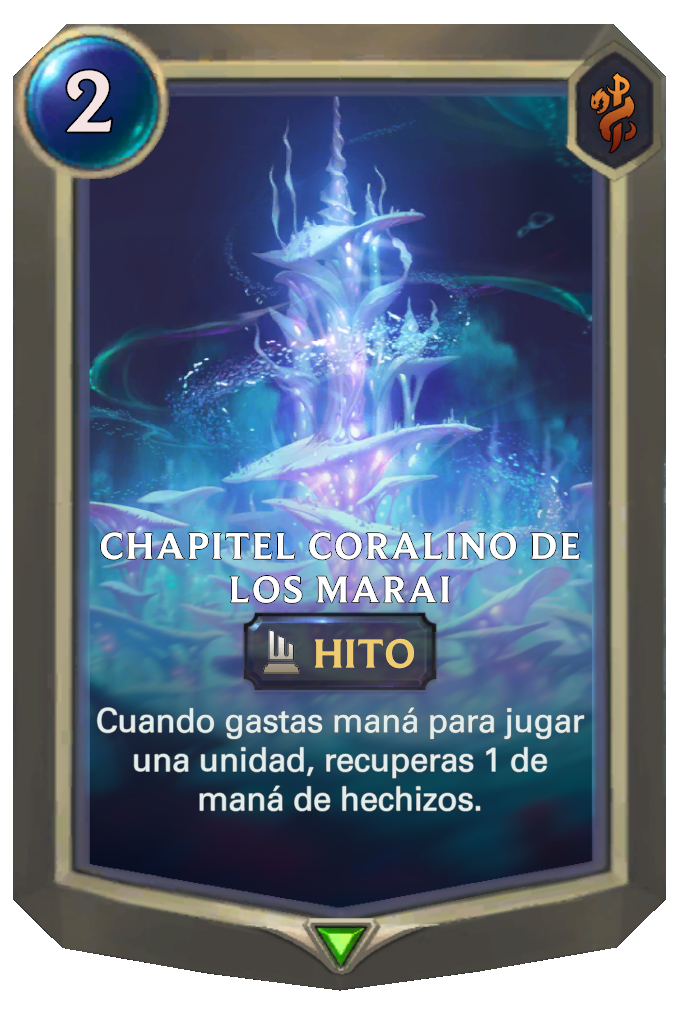 2
CHAPITEL CORALINO DE
LOS MARAI
HITO
Cuando gastas maná para jugar
una unidad, recuperas 1 de
maná de hechizos.